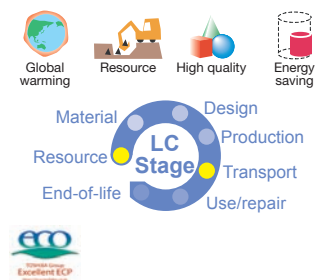 Global
warming
Resource
High quality
Energy
saving
Material
Design
Production
Resource
LC
Stage
Transport
End-of-life
Use/repair
eco
TOSHIBA Group
Excellent ECP